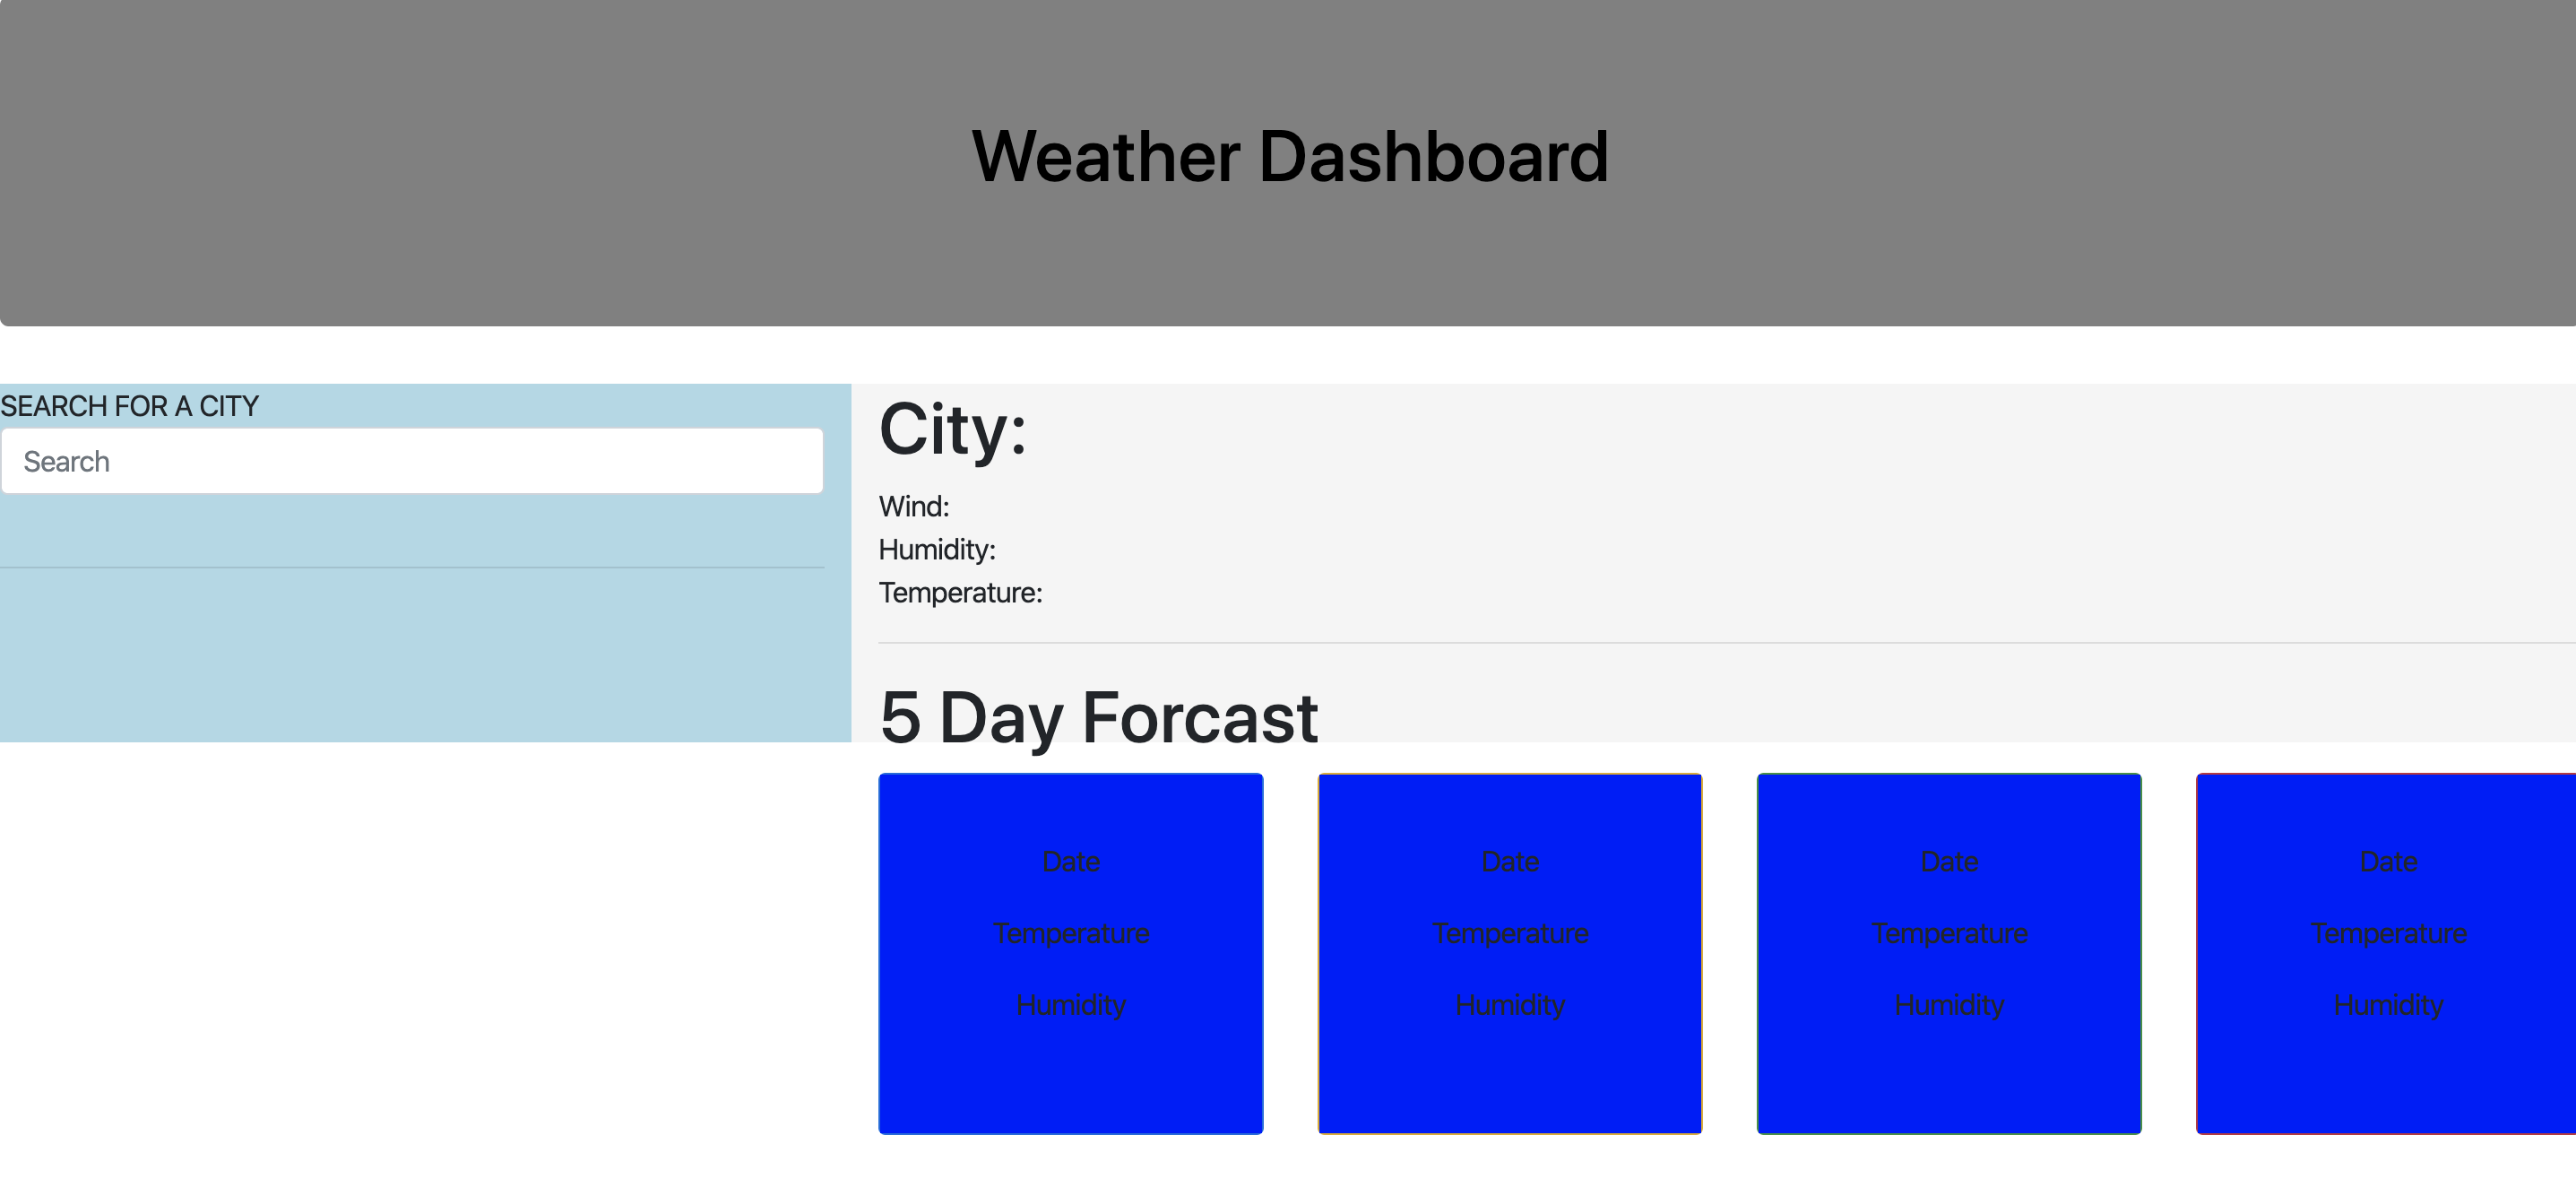 Weather Dashboard
SEARCH FOR A CITY
Search
City:
Wind:
Humidity:
Temperature:
5 Day Forcast
Date
Temperature
Humidity
Date
Temperature
Humidity
Date
Temperature
Humidity
Date
Temperature
Humidity